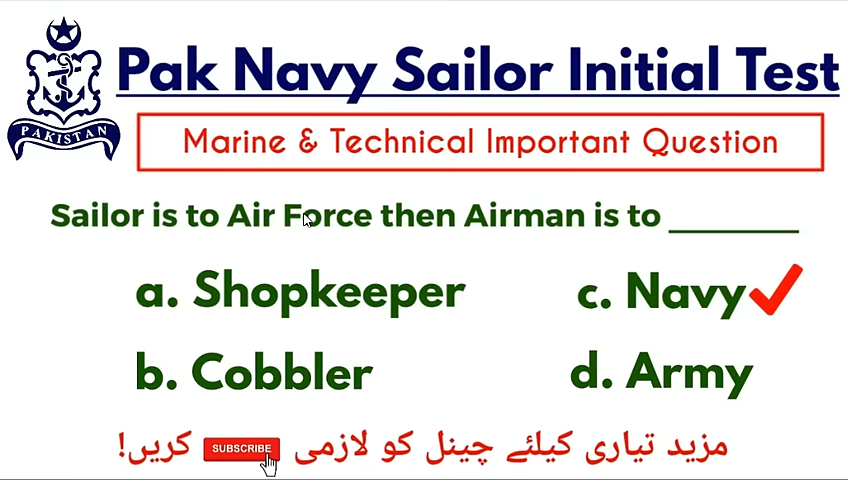 Pak Navy Sailor Initial Test
PAKISTAN
Marine & Technical Important Question
Sailor is to Air Force then Airman is to ________
a. Shopkeeper
c. Navy
b. Cobbler
d. Army
مزید تیاری کیلئے چینل کو لازمی SUBSCRIBE کریں!